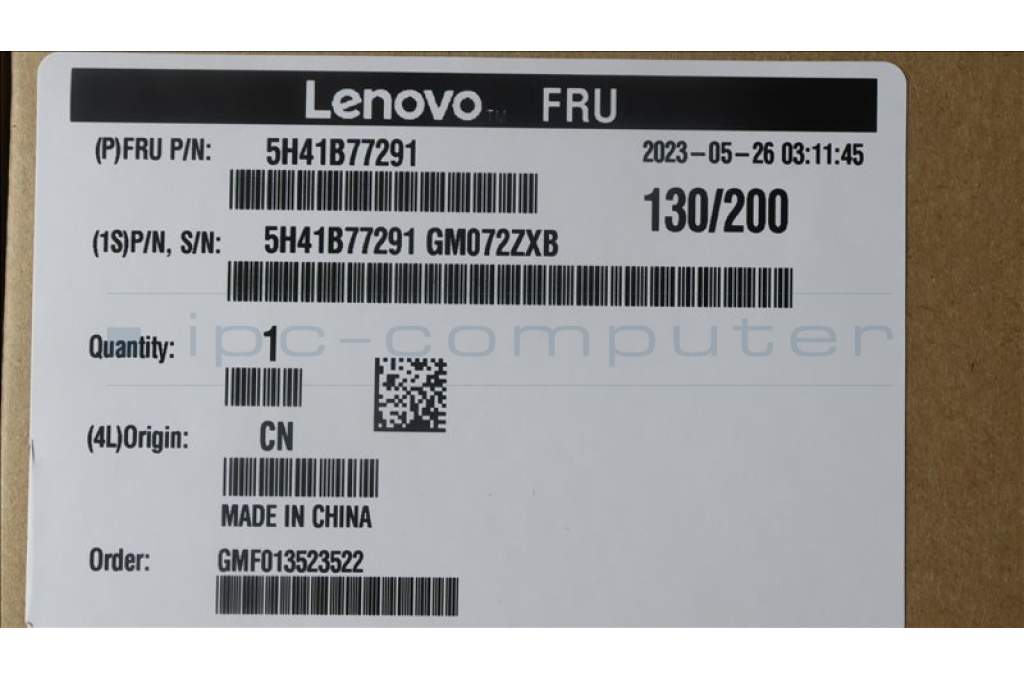 Lenovo™ FRU
(P)FRU P/N: 5H41B77291 2023-05-26 03:11:45
130/200
(1S)P/N, S/N: 5H41B77291 GM072ZXB
ipc-computer
Quantity: 1
(4L)Origin: CN
MADE IN CHINA
Order: GMF013523522